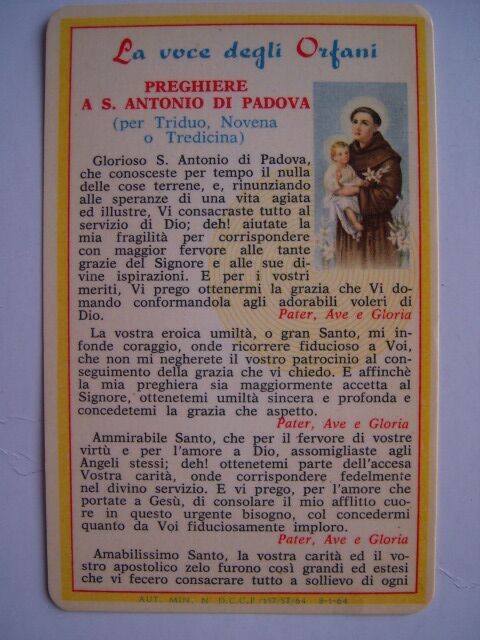 La voce degli Orfani
PREGHIERE
A S. ANTONIO DI PADOVA
(per Triduo, Novena
o Tredicina)
Glorioso S. Antonio di Padova,
che conosceste per tempo il nulla
delle cose terrene, e, rinunziando
alle speranze di una vita agiata
ed illustre, Vi consacraste tutto al
servizio di Dio; deh! aiutate la
mia fragilità per corrispondere
con maggior fervore alle tante
grazie del Signore e alle sue di-
vine ispirazioni. E per i vostri
meriti, Vi prego ottenermi la grazia che Vi do-
mando conformandola agli adorabili voleri di
Dio. Pater, Ave e Gloria
La vostra eroica umiltà, o gran Santo, mi in-
fonde coraggio, onde ricorrere fiducioso a Voi,
che non mi negherete il vostro patrocinio al con-
seguimento della grazia che vi chiedo. E affinchè
la mia preghiera sia maggiormente accetta al
Signore, ottenetemi umiltà sincera e profonda e
concedetemi la grazia che aspetto.
Pater, Ave e Gloria
Ammirabile Santo, che per il fervore di vostre
virtù e per l'amore a Dio, assomigliaste agli
Angeli stessi; deh! ottenetemi parte dell'accesa
Vostra carità, onde corrispondere fedelmente
nel divino servizio. E vi prego, per l'amore che
portate a Gesù, di consolare il mio afflitto cuo-
re in questo urgente bisogno, col concedermi
quanto da Voi fiduciosamente imploro.
Pater, Ave e Gloria
Amabilissimo Santo, la vostra carità ed il vo-
stro apostolico zelo furono così grandi ed estesi
che vi fecero consacrare tutto a sollievo di ogni
AUT. MIN. N° D.C.C.P./157/ST/64 8-1-64